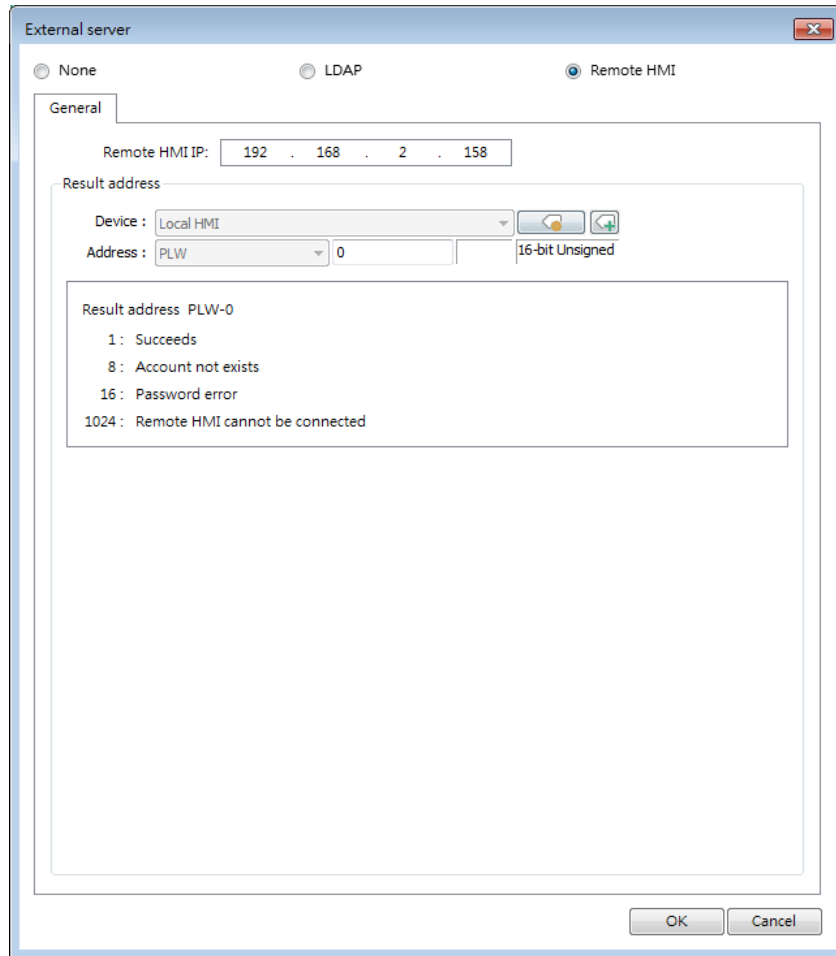 External server
None LDAP Remote HMI
General
Remote HMI IP: 192 . 168 . 2 . 158
Result address
Device : Local HMI
Address : PLW 0 16-bit Unsigned
Result address PLW-0
1 : Succeeds
8 : Account not exists
16 : Password error
1024 : Remote HMI cannot be connected
OK Cancel